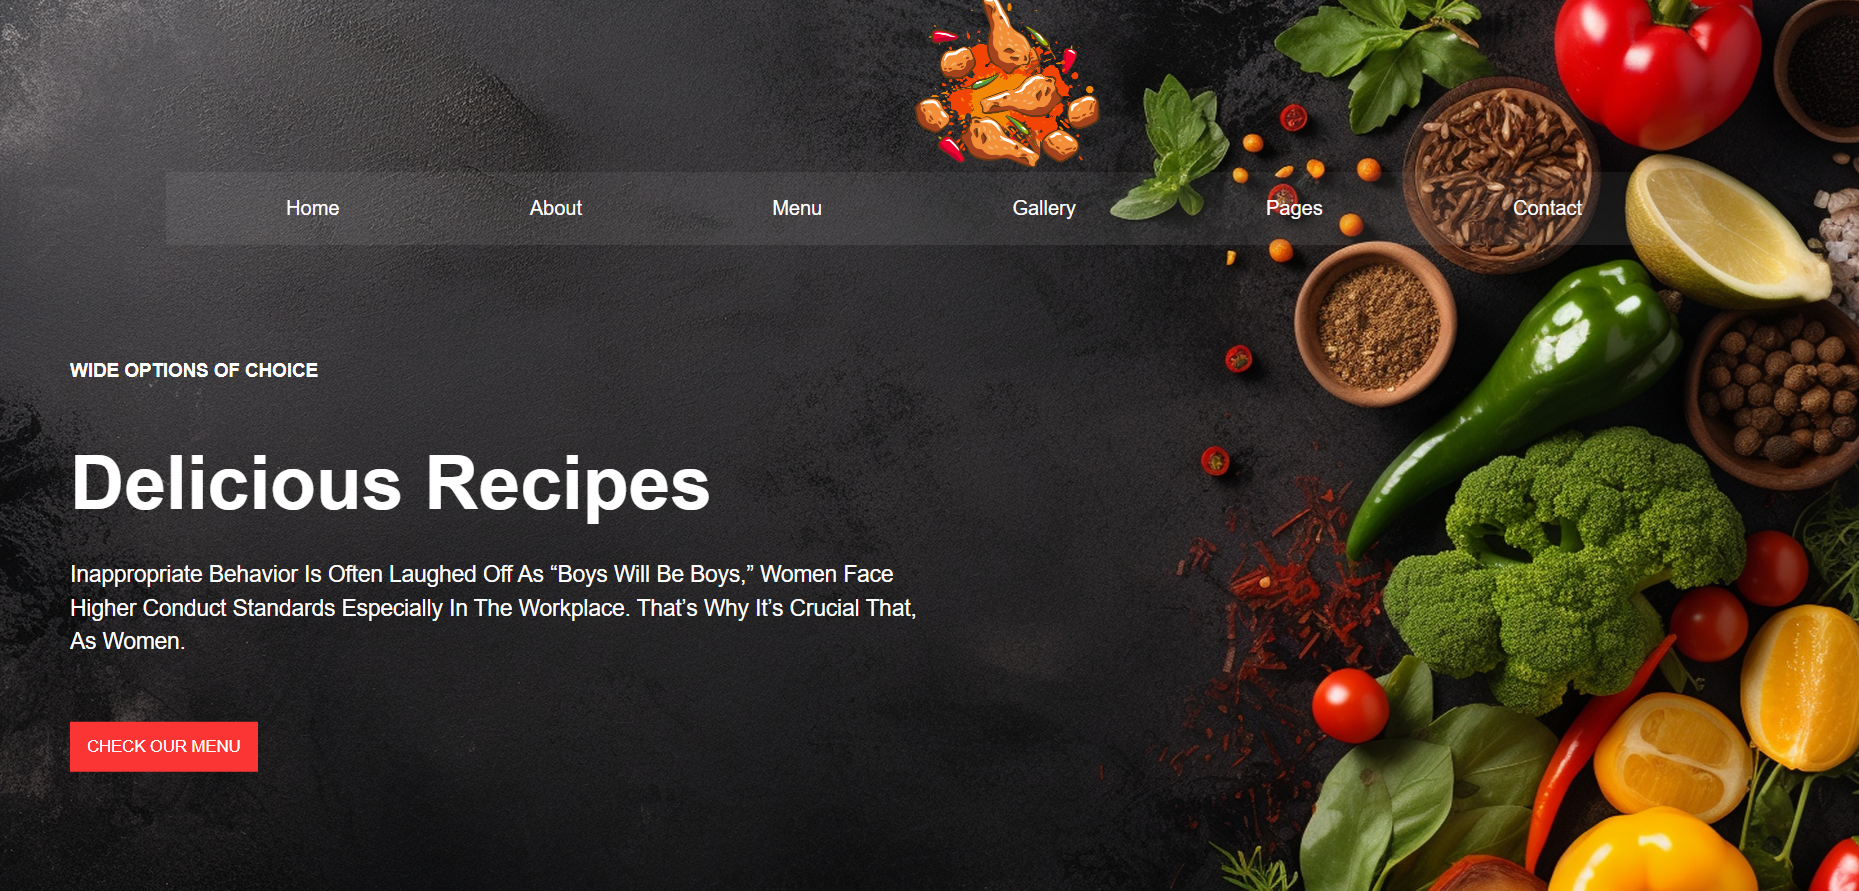 Home About Menu Gallery Pages Contact
WIDE OPTIONS OF CHOICE
Delicious Recipes
Inappropriate Behavior Is Often Laughed Off As “Boys Will Be Boys,” Women Face
Higher Conduct Standards Especially In The Workplace. That’s Why It’s Crucial That,
As Women.
CHECK OUR MENU